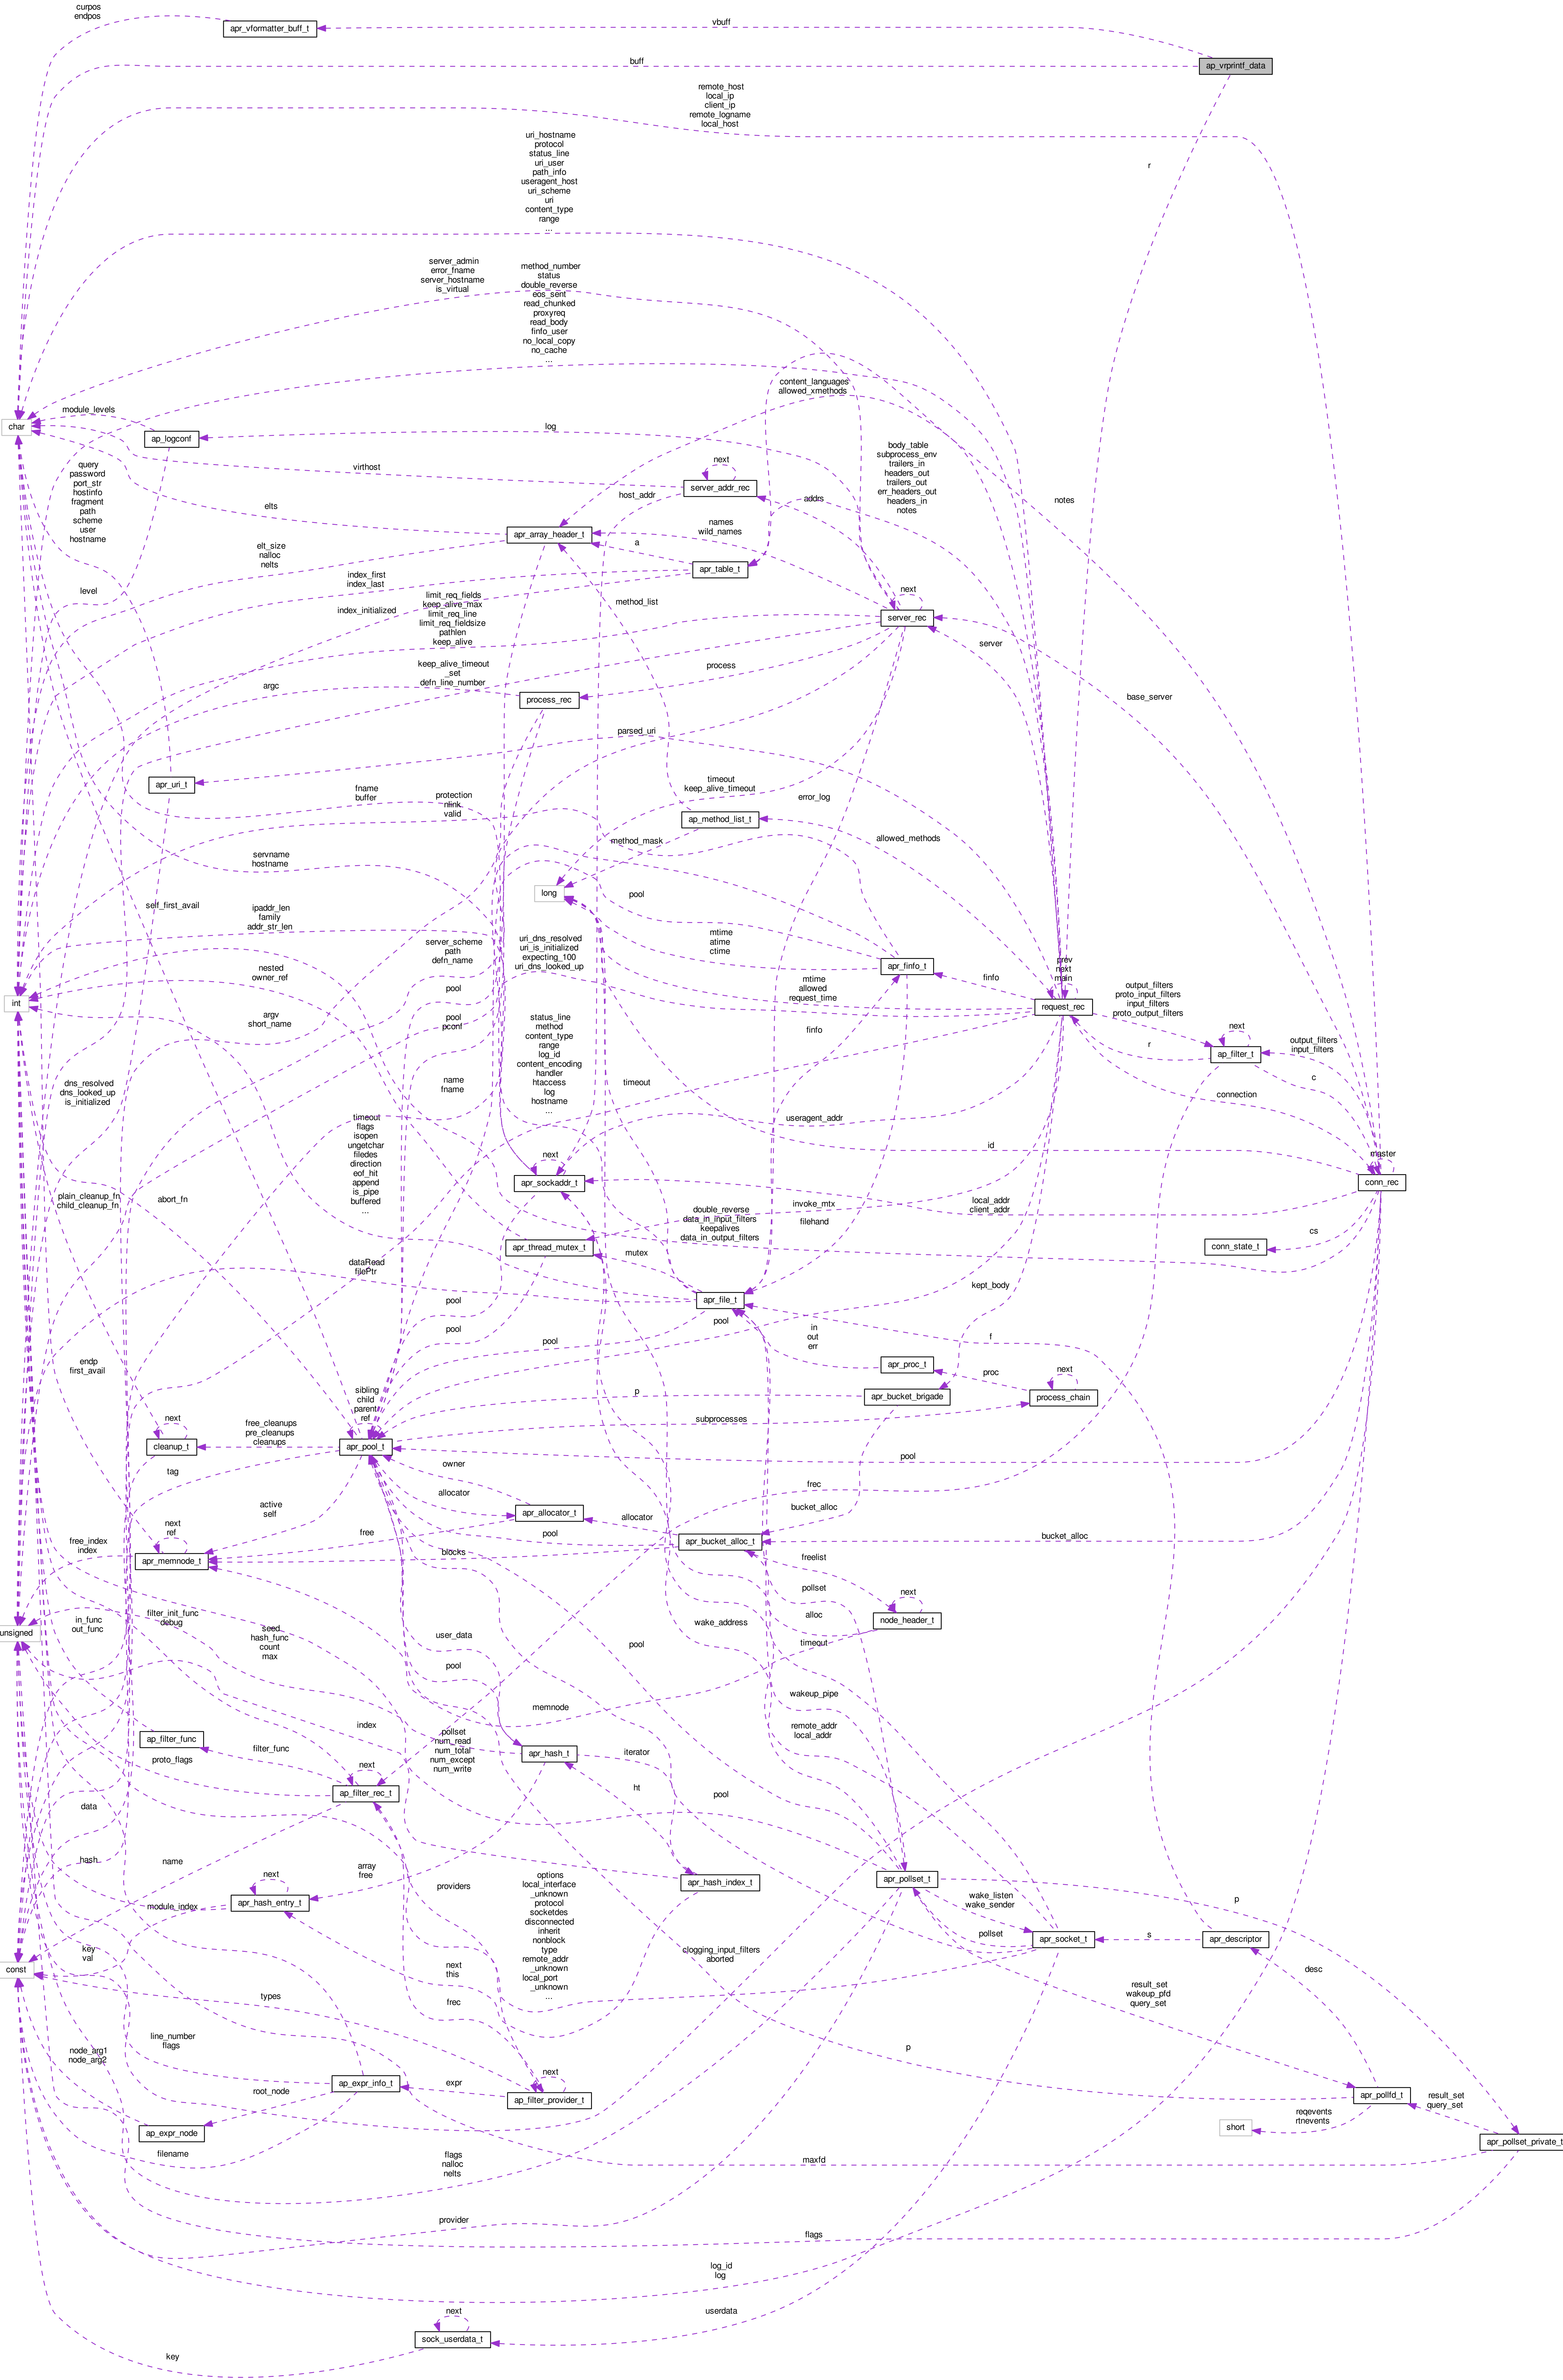 curpos
endpos
apr_vformatter_buff_t
vbuff
buff
ap_vrprintf_data
remote_host
local_ip
client_ip
remote_logname
local_host
uri_hostname
protocol
status_line
uri_user
path_info
useragent_host
uri_scheme
uri
content_type
range
...
r
server_admin
error_fname
server_hostname
is_virtual
method_number
status
double_reverse
eos_sent
read_chunked
proxyreq
read_body
finfo_user
no_local_copy
no_cache
...
content_languages
allowed_xmethods
char
module_levels
ap_logconf
log
query
password
port_str
hostinfo
fragment
path
scheme
user
hostname
virthost
next
server_addr_rec
host_addr
addrs
body_table
subprocess_env
trailers_in
headers_out
trailers_out
err_headers_out
headers_in
notes
notes
elts
apr_array_header_t
names
wild_names
elt_size
nalloc
nelts
a
apr_table_t
index_first
index_last
level
index_initialized
limit_req_fields
keep_alive_max
limit_req_line
limit_req_fieldsize
pathlen
keep_alive
method_list
next
server_rec
server
keep_alive_timeout
_set
defn_line_number
argc
process
process_rec
base_server
parsed_uri
apr_uri_t
fname
buffer
protection
nlink
valid
timeout
keep_alive_timeout
error_log
ap_method_list_t
allowed_methods
method_mask
servname
hostname
long
pool
self_first_avail
ipaddr_len
family
addr_str_len
server_scheme
path
defn_name
uri_dns_resolved
uri_is_initialized
expecting_100
uri_dns_looked_up
mtime
atime
ctime
apr_finfo_t
finfo
prev
next
main
request_rec
int
nested
owner_ref
pool
mtime
allowed
request_time
output_filters
proto_input_filters
input_filters
proto_output_filters
argv
short_name
pool
pconf
status_line
method
content_type
range
log_id
content_encoding
handler
htaccess
log
hostname
...
finfo
next
ap_filter_t
r
output_filters
input_filters
c
dns_resolved
dns_looked_up
is_initialized
name
fname
timeout
connection
useragent_addr
id
timeout
flags
isopen
ungetchar
filedes
direction
eof_hit
append
is_pipe
buffered
...
next
apr_sockaddr_t
master
conn_rec
plain_cleanup_fn
child_cleanup_fn
abort_fn
invoke_mtx
local_addr
client_addr
double_reverse
data_in_input_filters
keepalives
data_in_output_filters
filehand
apr_thread_mutex_t
cs
conn_state_t
mutex
dataRead
filePtr
kept_body
apr_file_t
pool
pool
pool
in
out
err
f
endp
first_avail
apr_proc_t
proc
next
process_chain
p
apr_bucket_brigade
sibling
child
parent
ref
subprocesses
next
cleanup_t
free_cleanups
pre_cleanups
cleanups
apr_pool_t
pool
owner
tag
frec
allocator
active
self
apr_allocator_t
allocator
bucket_alloc
next
ref
free
pool
apr_bucket_alloc_t
bucket_alloc
free_index
index
apr_memnode_t
blocks
freelist
pollset
next
node_header_t
alloc
wake_address
timeout
unsigned
in_func
out_func
filter_init_func
debug
seed
hash_func
count
max
user_data
pool
pool
wakeup_pipe
memnode
index
remote_addr
local_addr
ap_filter_func
filter_func
proto_flags
pollset
num_read
num_total
num_except
num_write
apr_hash_t
iterator
next
ap_filter_rec_t
ht
pool
data
hash
name
array
free
next
apr_hash_entry_t
module_index
providers
options
local_interface
_unknown
protocol
socketdes
disconnected
inherit
nonblock
type
remote_addr
_unknown
local_port
_unknown
...
apr_hash_index_t
apr_pollset_t
wake_listen
wake_sender
p
apr_socket_t
pollset
s
apr_descriptor
key
val
const
next
this
clogging_input_filters
aborted
types
frec
result_set
wakeup_pfd
query_set
desc
line_number
flags
node_arg1
node_arg2
p
ap_expr_info_t
expr
next
ap_filter_provider_t
root_node
ap_expr_node
filename
apr_pollfd_t
result_set
query_set
reqevents
rtnevents
short
apr_pollset_private_t
flags
nalloc
nelts
maxfd
provider
flags
log_id
log
next
sock_userdata_t
userdata
key